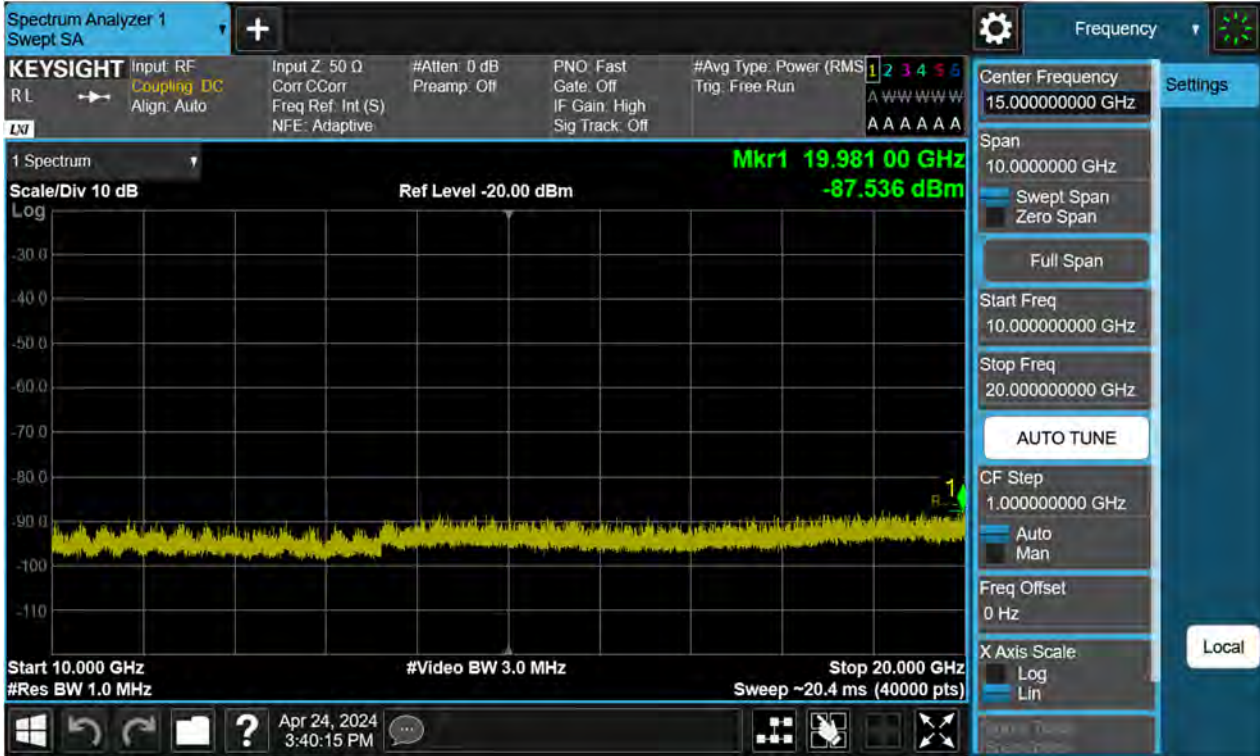 Spectrum Analyzer 1
Swept SA
+
Frequency
KEYSIGHT
RL
LXI
Input: RF
Coupling: DC
Align: Auto
Input Z: 50 Ω
Corr CCorr
Freq Ref: Int (S)
NFE: Adaptive
#Atten: 0 dB
Preamp: Off
PNO: Fast
Gate: Off
IF Gain: High
Sig Track: Off
#Avg Type: Power (RMS
Trig: Free Run
1 2 3 4 5 6
A W W W W W
A A A A A A
1 Spectrum
Scale/Div 10 dB
Ref Level -20.00 dBm
Mkr1 19.981 00 GHz
-87.536 dBm
Log
-30.0
-40.0
-50.0
-60.0
-70.0
-80.0
-90.0
-100
-110
1
Start 10.000 GHz
#Video BW 3.0 MHz
Stop 20.000 GHz
#Res BW 1.0 MHz
Sweep ~20.4 ms (40000 pts)
Center Frequency
15.000000000 GHz
Settings
Span
10.0000000 GHz
Swept Span
Zero Span
Full Span
Start Freq
10.000000000 GHz
Stop Freq
20.000000000 GHz
AUTO TUNE
CF Step
1.000000000 GHz
Auto
Man
Freq Offset
0 Hz
X Axis Scale
Log
Lin
Local
?
Apr 24, 2024
3:40:15 PM